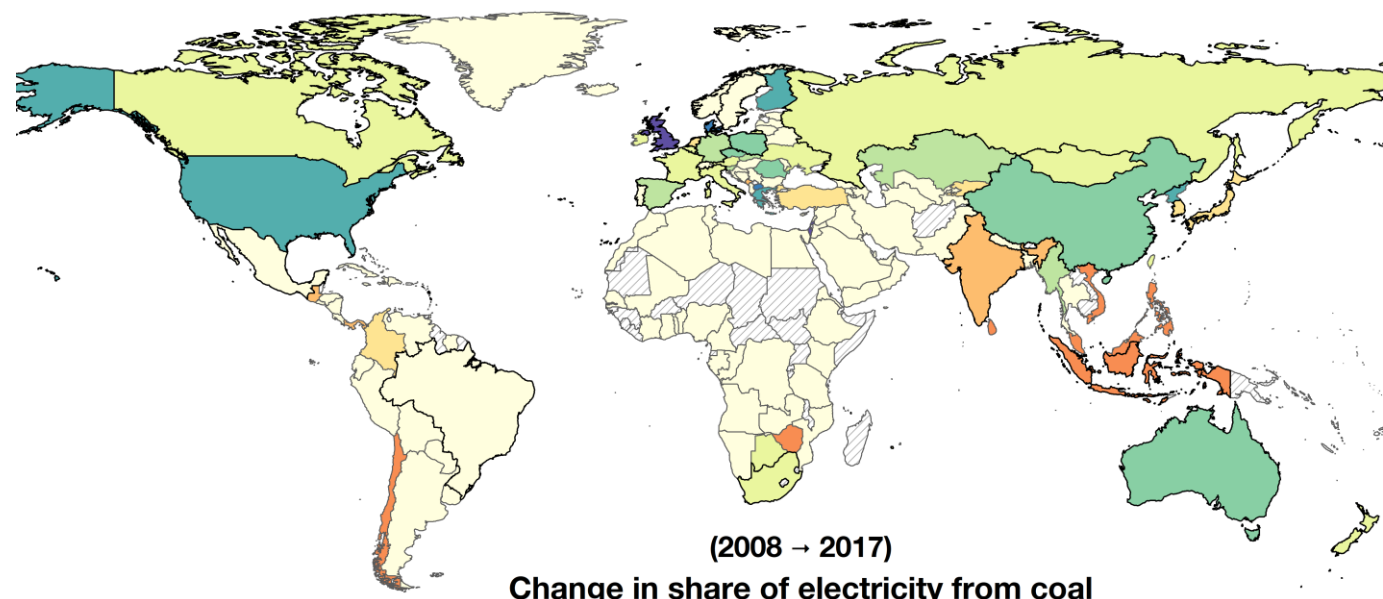 (2008 → 2017)
Change in share of electricity from coal